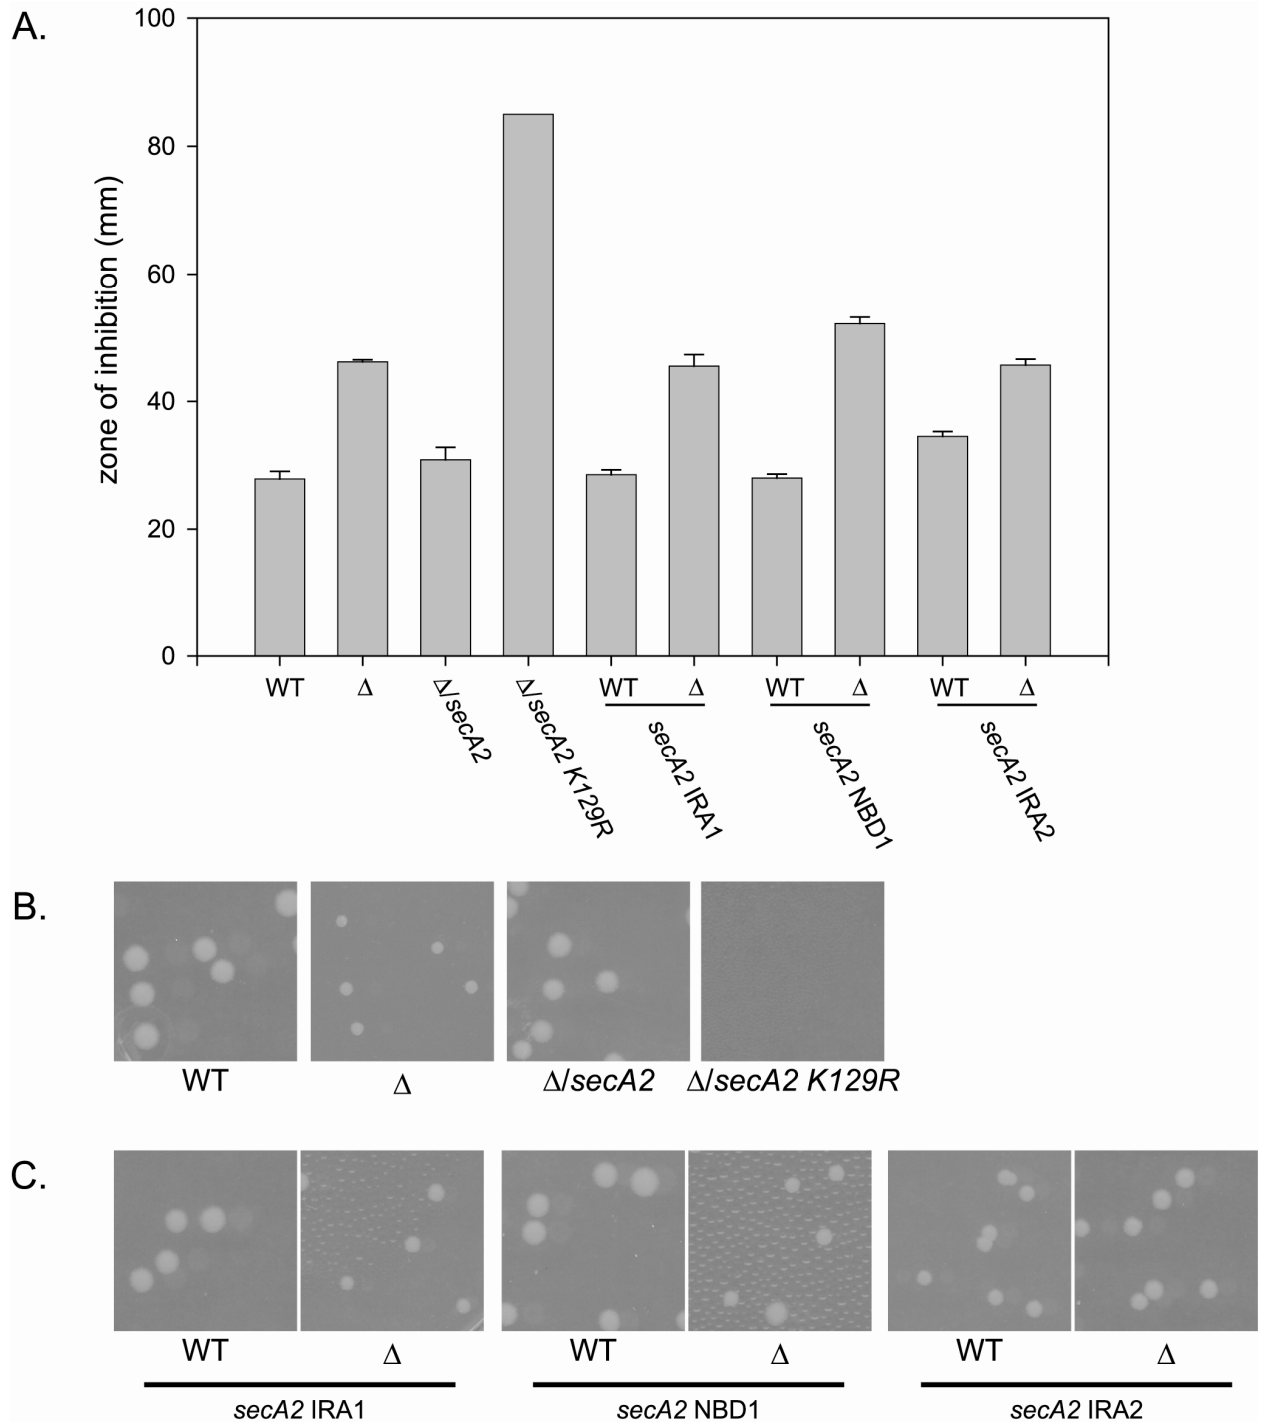 A.
zone of inhibition (mm)
100
80
60
40
20
0
WT Δ Δ/secA2 Δ/secA2 K129R WT Δ WT Δ WT Δ
secA2 IRA1 secA2 NBD1 secA2 IRA2
B.
WT Δ Δ/secA2 Δ/secA2 K129R
C.
WT Δ WT Δ WT Δ
secA2 IRA1 secA2 NBD1 secA2 IRA2